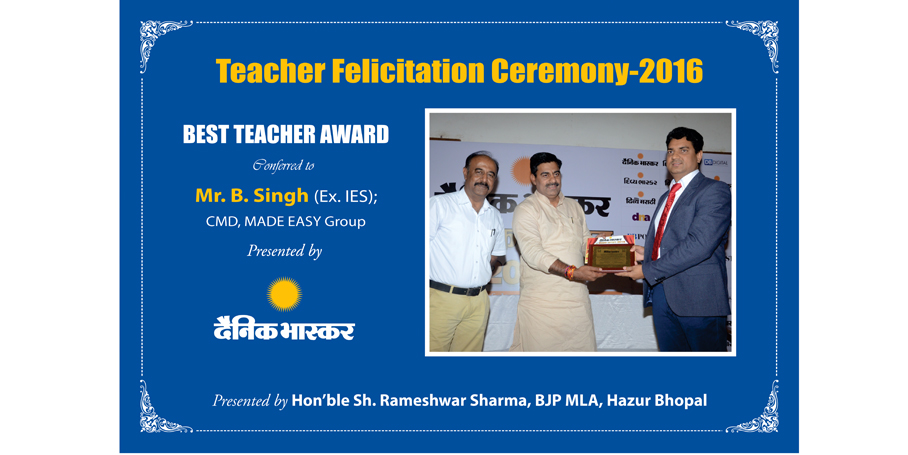 Teacher Felicitation Ceremony-2016
BEST TEACHER AWARD
Conferred to
Mr. B. Singh (Ex. IES);
CMD, MADE EASY Group
Presented by
दैनिक भास्कर
दैनिक भास्कर
દિવ્ય ભાસ્કર
दिव्य मराठी
dna
Presented by Hon’ble Sh. Rameshwar Sharma, BJP MLA, Hazur Bhopal